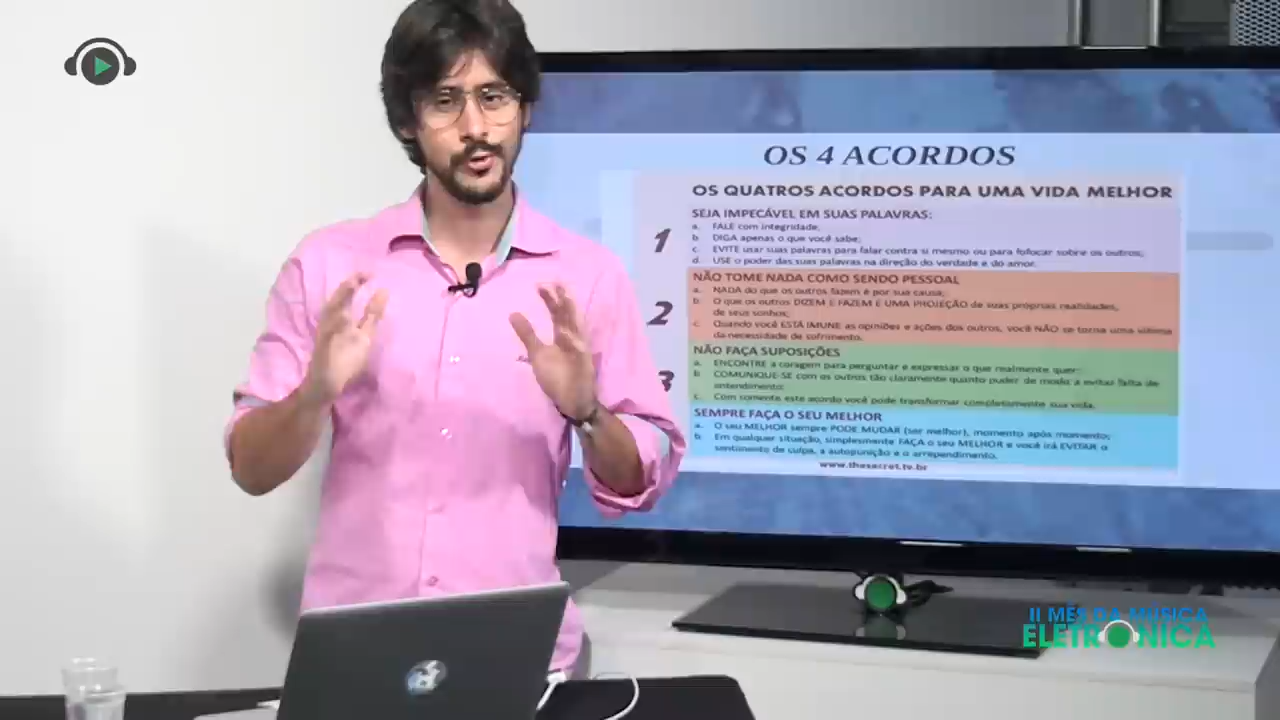 OS 4 ACORDOS
OS QUATROS ACORDOS PARA UMA VIDA MELHOR
1
SEJA IMPECÁVEL EM SUAS PALAVRAS:
a. FALE com integridade;
b DIGA apenas o que você sabe;
c. EVITE usar suas palavras para falar contra si mesmo ou para fofocar sobre os outros;
d. USE o poder das suas palavras na direção do verdade e do amor.
2
NÃO TOME NADA COMO SENDO PESSOAL
a. NADA do que os outros fazem é por sua causa;
b O que os outros DIZEM E FAZEM É UMA PROJEÇÃO de suas próprias realidades,
de seus sonhos;
c Quando você ESTÁ IMUNE as opiniões e ações dos outros, você NÃO se torna uma vítima
da necessidade de sofrimento.
3
NÃO FAÇA SUPOSIÇÕES
a. ENCONTRE a coragem para perguntar e expressar o que realmente quer;
b COMUNIQUE-SE com os outros tão claramente quanto puder de modo a evitar falta de
entendimento;
c. Com somente este acordo você pode transformar completamente sua vida.
SEMPRE FAÇA O SEU MELHOR
a. O seu MELHOR sempre PODE MUDAR (ser melhor), momento após momento;
b Em qualquer situação, simplesmente FAÇA o seu MELHOR e você irá EVITAR o
sentimento de culpa, a autopunição e o arrependimento.
www.thesecret.tv.br
II MÊS DA MÚSICA
ELETRÔNICA